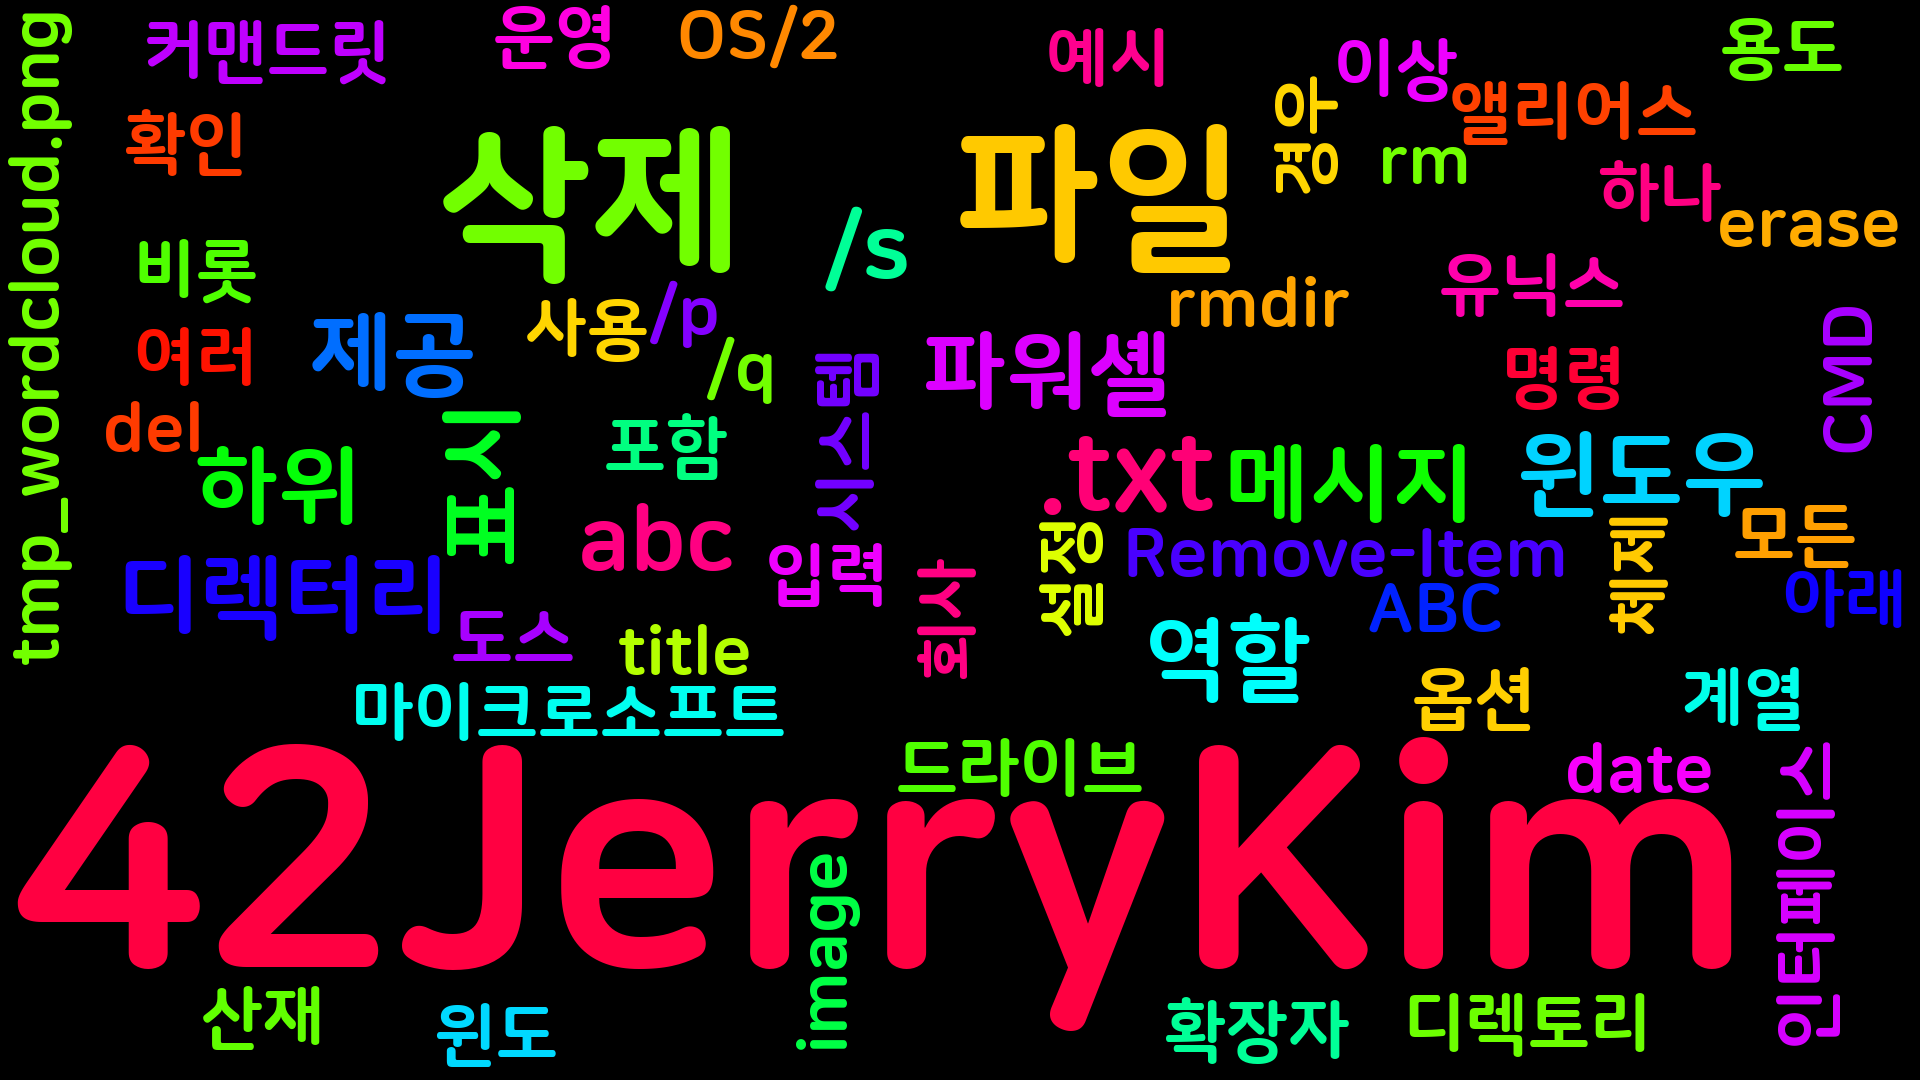 tmp_wordcloud.png
커맨드릿
운영
OS/2
예시
이상
용도
확인
삭제
파일
경우
rm
앨리어스
하나
erase
비롯
/s
rmdir
유닉스
CMD
여러
제공
사용
/p
/q
시스템
파워셸
명령
del
하위
표시
포함
.txt
메시지
윈도우
모든
디렉터리
abc
입력
회사
설정
Remove-Item
체제
아래
도스
title
역할
ABC
마이크로소프트
옵션
계열
드라이브
date
42JerryKim
image
인터페이스
산재
윈도
확장자
디렉토리